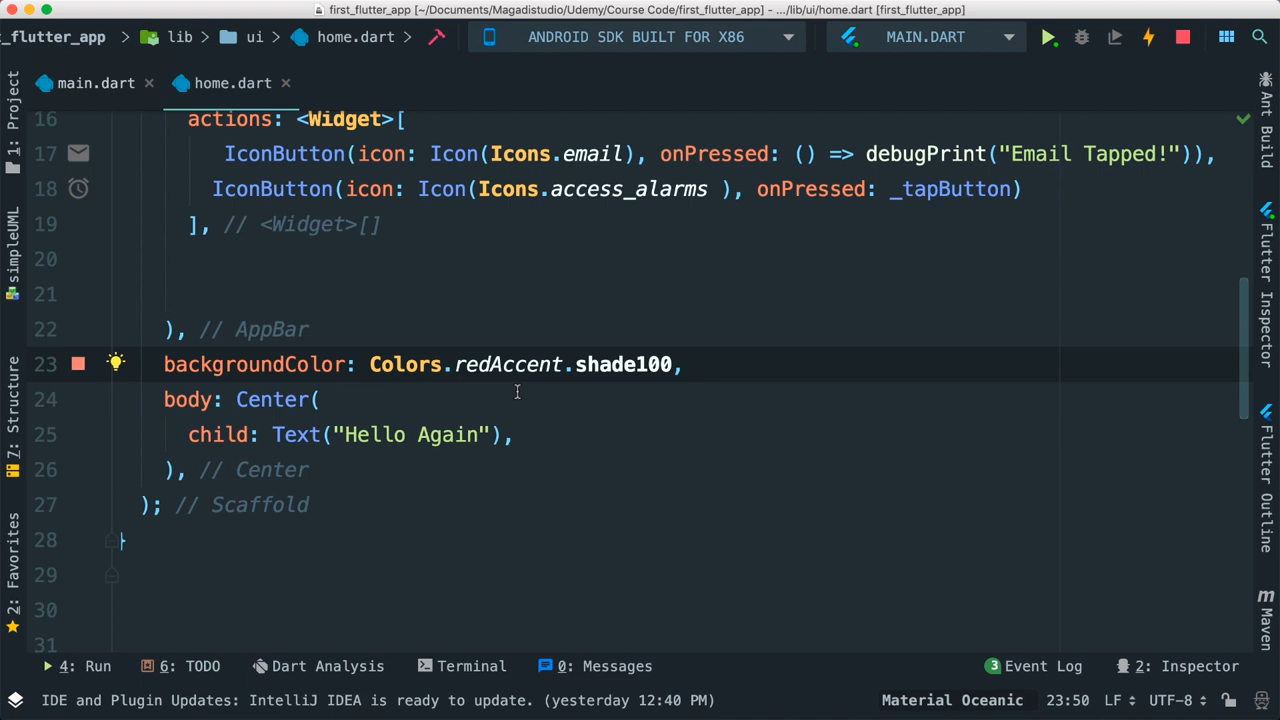 first_flutter_app [~/Documents/Magadistudio/Udemy/Course Code/first_flutter_app] - .../lib/ui/home.dart [first_flutter_app]
t_flutter_app > lib > ui > home.dart > ANDROID SDK BUILT FOR X86 MAIN.DART
main.dart × home.dart ×
16 actions: <Widget>[
17 IconButton(icon: Icon(Icons.email), onPressed: () => debugPrint("Email Tapped!")),
18 IconButton(icon: Icon(Icons.access_alarms ), onPressed: _tapButton)
19 ], // <Widget>[]
20
21
22 ), // AppBar
23 backgroundColor: Colors.redAccent.shade100,
24 body: Center(
25 child: Text("Hello Again"),
26 ), // Center
27 ); // Scaffold
28 }
29
30
31
1: Project
simpleUML
7: Structure
2: Favorites
Ant Build
Flutter Inspector
Flutter Outline
m Maven
4: Run 6: TODO Dart Analysis Terminal 0: Messages 3 Event Log 2: Inspector
IDE and Plugin Updates: IntelliJ IDEA is ready to update. (yesterday 12:40 PM) Material Oceanic 23:50 LF UTF-8